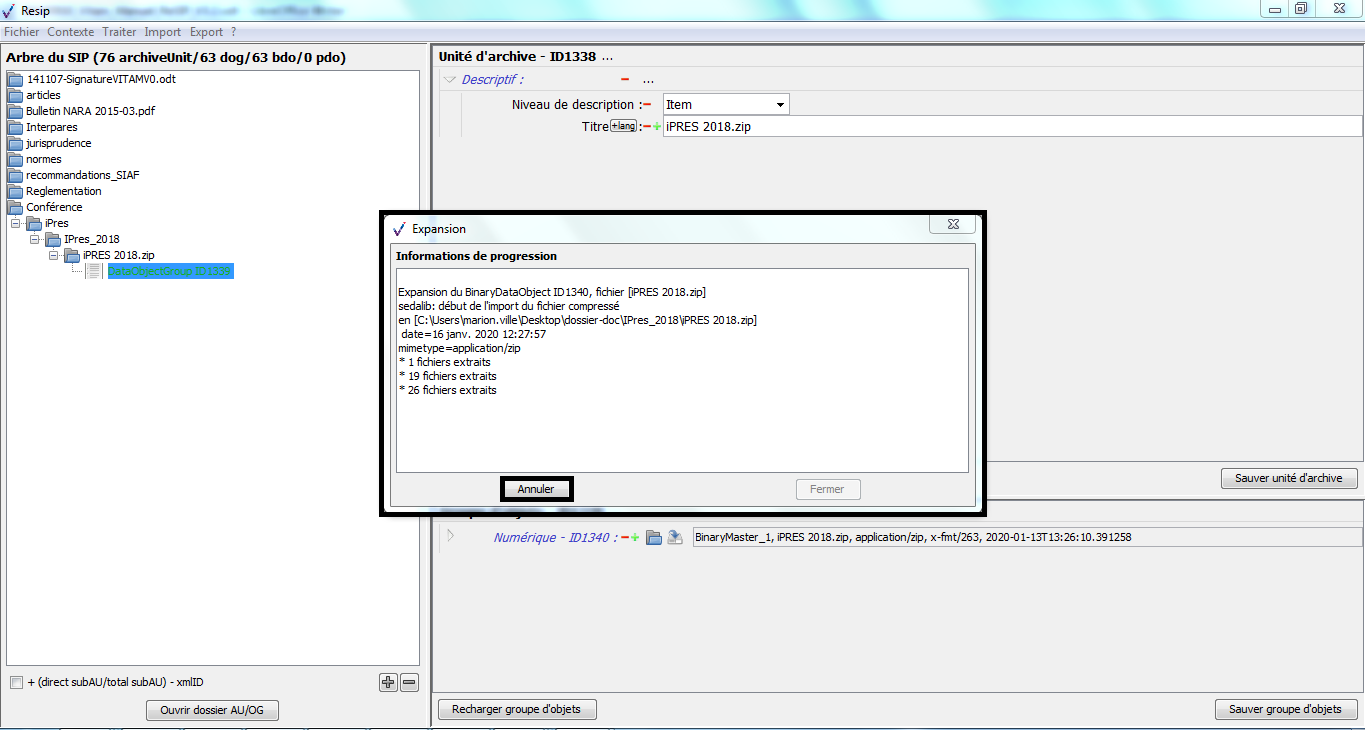 Resip
Fichier Contexte Traiter Import Export ?
Arbre du SIP (76 archiveUnit/63 dog/63 bdo/0 pdo)
141107-SignatureVITAMV0.odt
articles
Bulletin NARA 2015-03.pdf
Interpares
jurisprudence
normes
recommandations_SIAF
Reglementation
Conférence
iPres
IPres_2018
iPRES 2018.zip
DataObjectGroup ID1339
+ (direct subAU/total subAU) - xmlID
Ouvrir dossier AU/OG
Unité d'archive - ID1338 ...
Descriptif : ...
Niveau de description : Item
Titre +lang : iPRES 2018.zip
Expansion
Informations de progression
Expansion du BinaryDataObject ID1340, fichier [iPRES 2018.zip]
sedalib: début de l'import du fichier compressé
en [C:\Users\marion.ville\Desktop\dossier-doc\IPres_2018\iPRES 2018.zip]
date=16 janv. 2020 12:27:57
mimetype=application/zip
* 1 fichiers extraits
* 19 fichiers extraits
* 26 fichiers extraits
Annuler Fermer
Sauver unité d'archive
Numérique - ID1340 : BinaryMaster_1, iPRES 2018.zip, application/zip, x-fmt/263, 2020-01-13T13:26:10.391258
Recharger groupe d'objets Sauver groupe d'objets